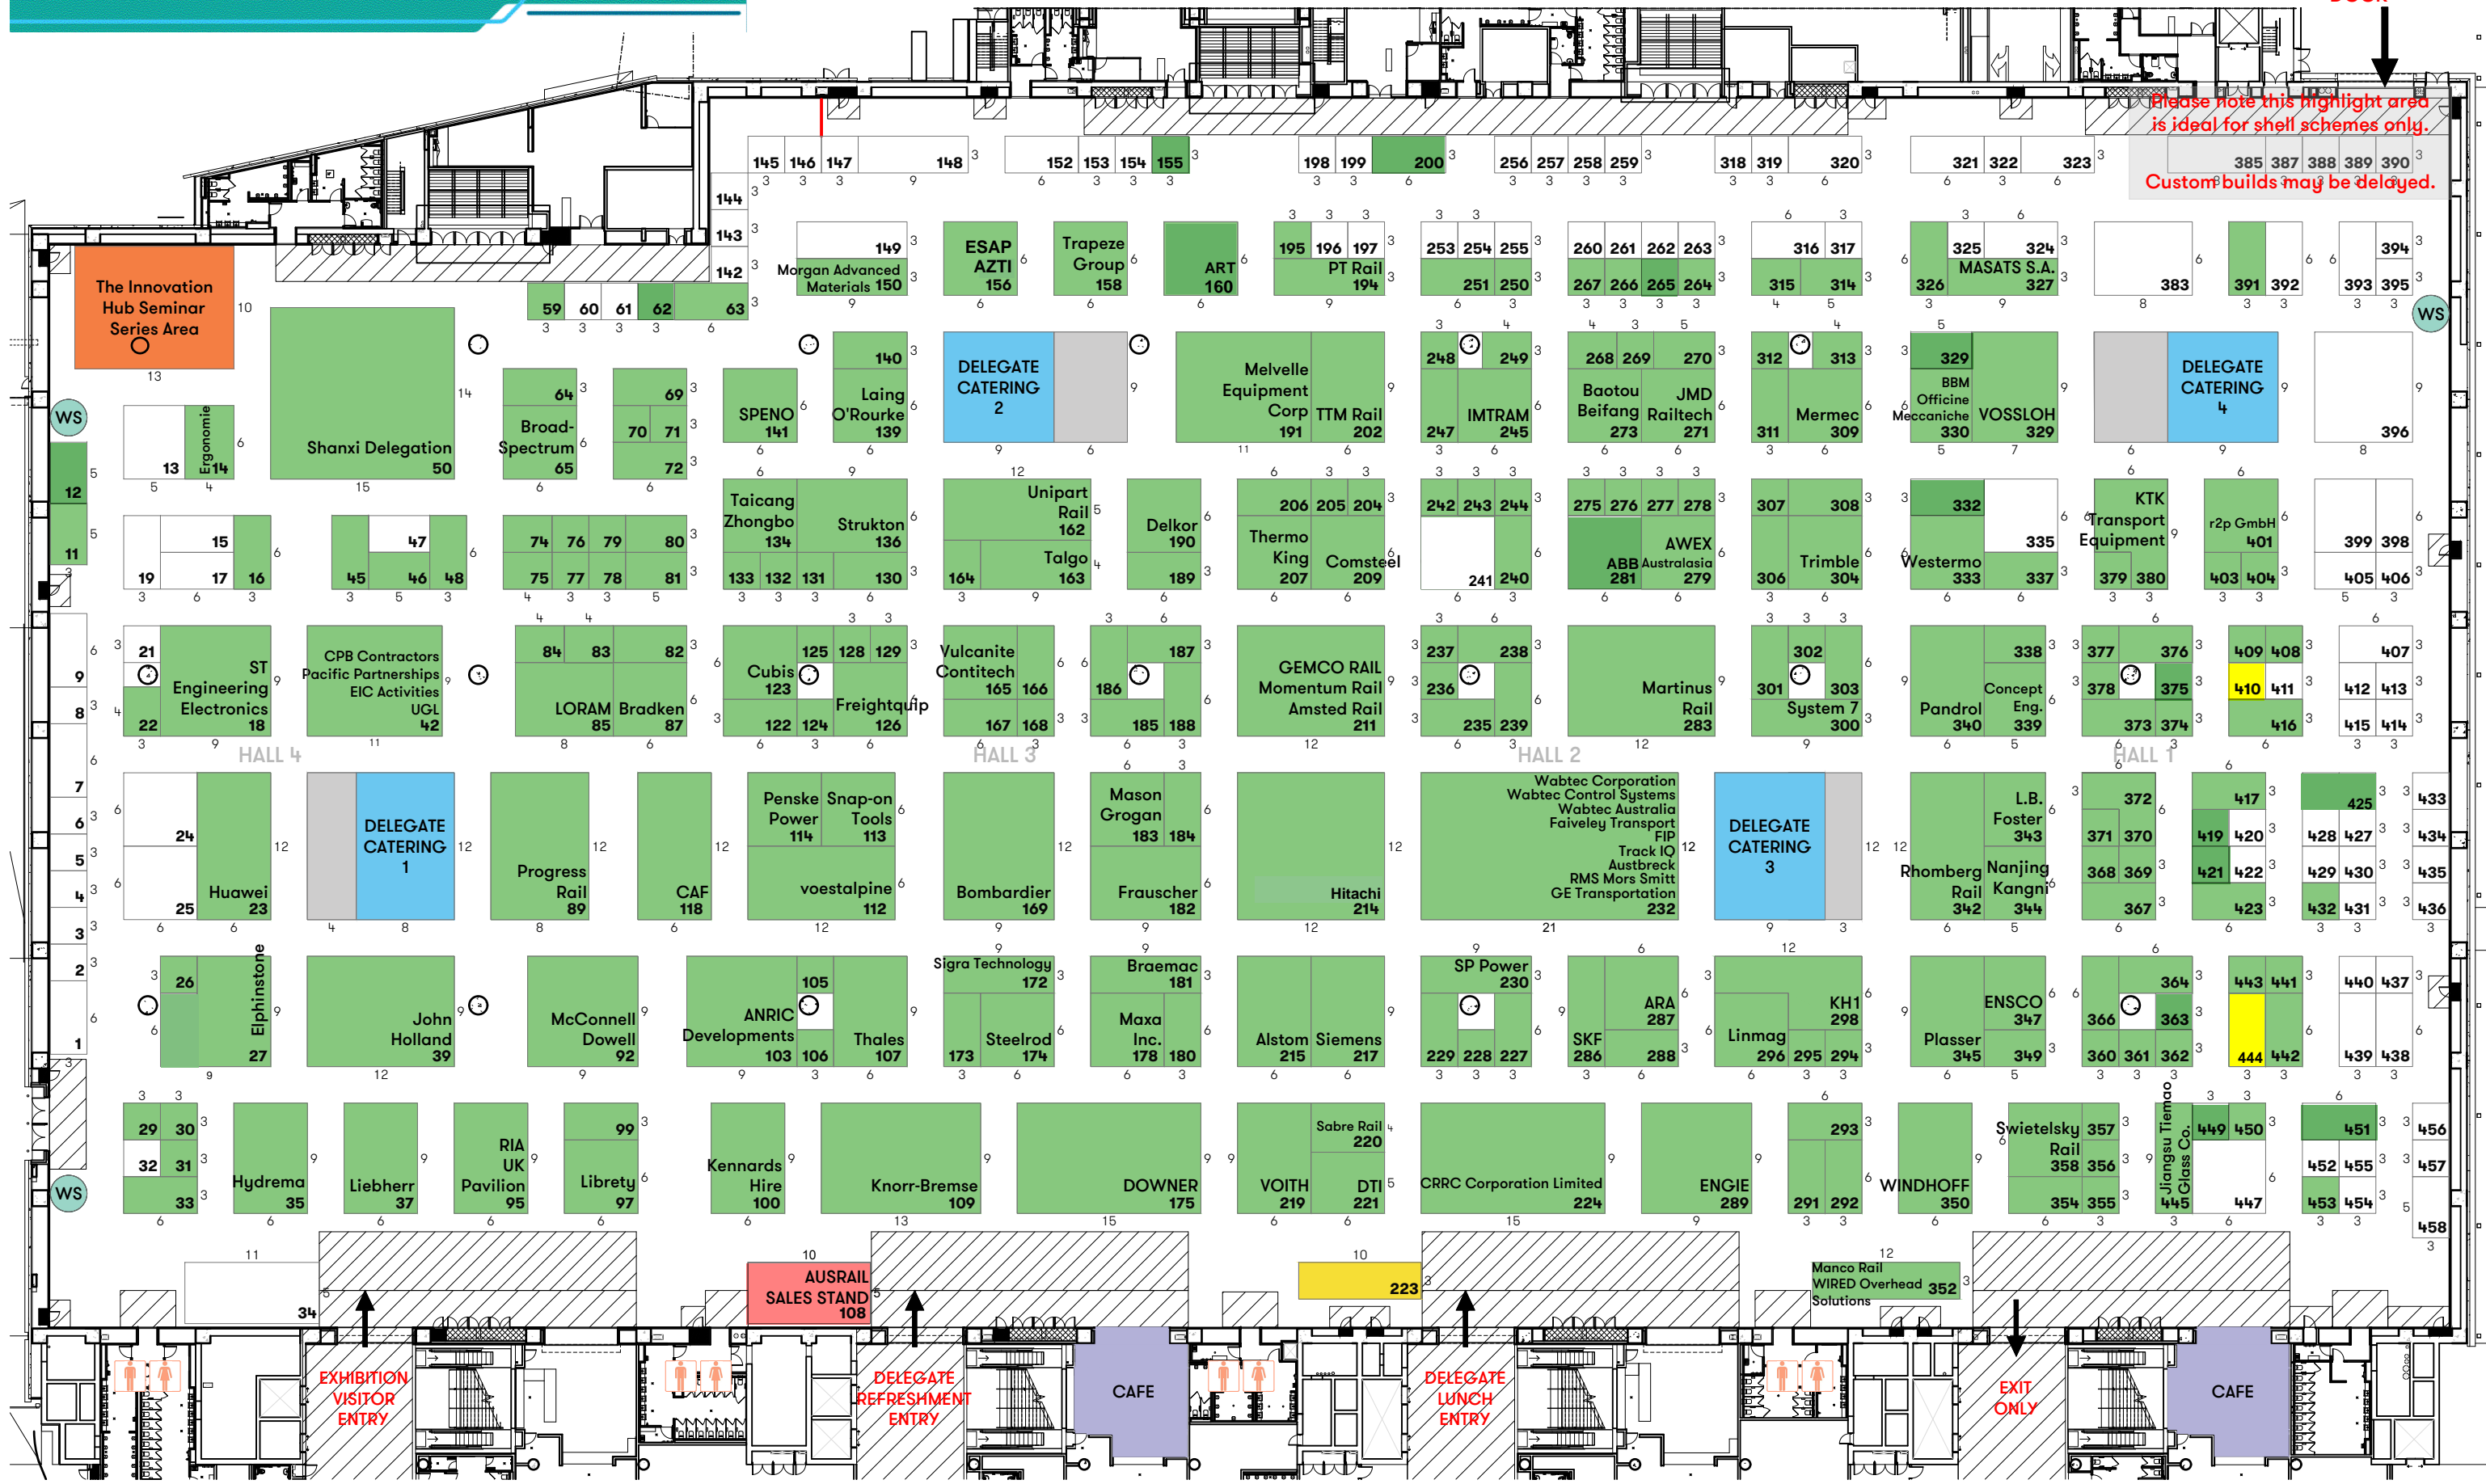 Please note this highlight area
is ideal for shell schemes only.
Custom builds may be delayed.
145 146 147 148 152 153 154 155 198 199 200 256 257 258 259 318 319 320 321 322 323 385 387 388 389 390
144
143
142
149
Morgan Advanced
Materials 150
ESAP
AZTI
156
Trapeze
Group
158
ART
160
195 196 197
PT Rail
194
253 254 255
251 250
260 261 262 263
267 266 265 264
316 317
315 314
325 324
MASATS S.A.
326 327
383
391 392
394
393 395
WS
The Innovation
Hub Seminar
Series Area
10
13
59 60 61 62 63
Shanxi Delegation
50
14
15
64
Broad-
Spectrum
65
69
70 71
72
SPENO
141
140
Laing
O'Rourke
139
DELEGATE
CATERING
2
Melvelle
Equipment
Corp
191
TTM Rail
202
248 249
IMTRAM
247 245
268 269 270
Baotou
Beifang
273
JMD
Railtech
271
312 313
Mermec
311 309
329
BBM
Officine
Meccaniche
330
VOSSLOH
329
DELEGATE
CATERING
4
396
WS
12
11
13
Ergonomie
14
15
19 17 16
47
45 46 48
74 76 79 80
75 77 78 81
Taicang
Zhongbo
134
Strukton
136
133 132 131 130
Unipart
Rail
162
164
Talgo
163
Delkor
190
189
206 205 204
Thermo
King
207
Comsteel
209
242 243 244
241 240
275 276 277 278
ABB
281
AWEX
Australasia
279
307 308
Trimble
306 304
332
335
Westermo
333 337
KTK
Transport
Equipment
379 380
r2p GmbH
401
403 404
399 398
405 406
9
8
7
6
5
4
3
2
1
21
22
ST
Engineering
Electronics
18
CPB Contractors
Pacific Partnerships
EIC Activities
UGL
42
84 83 82
LORAM
85
Bradken
87
125 128 129
Cubis
123
Freightquip
122 124 126
Vulcanite
Contitech
165 166
167 168
187
186
185 188
GEMCO RAIL
Momentum Rail
Amsted Rail
211
237 238
236
235 239
Martinus
Rail
283
302
301 303
System 7
300
338
Pandrol
340
Concept
Eng.
339
377 376
378 375
373 374
409 408
410 411
416
407
412 413
415 414
HALL 4
HALL 3
HALL 2
HALL 1
24
25
Huawei
23
DELEGATE
CATERING
1
Progress
Rail
89
CAF
118
Penske
Power
114
Snap-on
Tools
113
voestalpine
112
Bombardier
169
Mason
Grogan
183 184
Frauscher
182
Hitachi
214
Wabtec Corporation
Wabtec Control Systems
Wabtec Australia
Faiveley Transport
FIP
Track IQ
Austbreck
RMS Mors Smitt
GE Transportation
232
DELEGATE
CATERING
3
L.B.
Foster
343
Rhomberg
Rail
342
Nanjing
Kangni
344
372
371 370
368 369
367
417
419 420
421 422
423
425
428 427
429 430
432 431
433
434
435
436
26
Elphinstone
27
John
Holland
39
McConnell
Dowell
92
105
ANRIC
Developments
103 106
Thales
107
Sigra Technology
172
173
Steelrod
174
Braemac
181
Maxa
Inc.
178 180
Alstom
215
Siemens
217
SP Power
230
229 228 227
ARA
287
SKF
286 288
KH1
298
Linmag
296 295 294
ENSCO
347
Plasser
345 349
364
366 363
360 361 362
443 441
444 442
440 437
439 438
WS
29 30
32 31
33
Hydrema
35
Liebherr
37
RIA
UK
Pavilion
95
99
Librety
97
Kennards
Hire
100
Knorr-Bremse
109
DOWNER
175
VOITH
219
Sabre Rail
220
DTI
221
CRRC Corporation Limited
224
ENGIE
289
293
291 292
WINDHOFF
350
Swietelsky
Rail
358
357
356
354 355
Jiangsu Tiemao
Glass Co.
445
449 450
447
451
452 455
453 454
456
457
458
34
AUSRAIL
SALES STAND
108
223
Manco Rail
WIRED Overhead
Solutions
352
EXHIBITION
VISITOR
ENTRY
DELEGATE
REFRESHMENT
ENTRY
CAFE
DELEGATE
LUNCH
ENTRY
EXIT
ONLY
CAFE